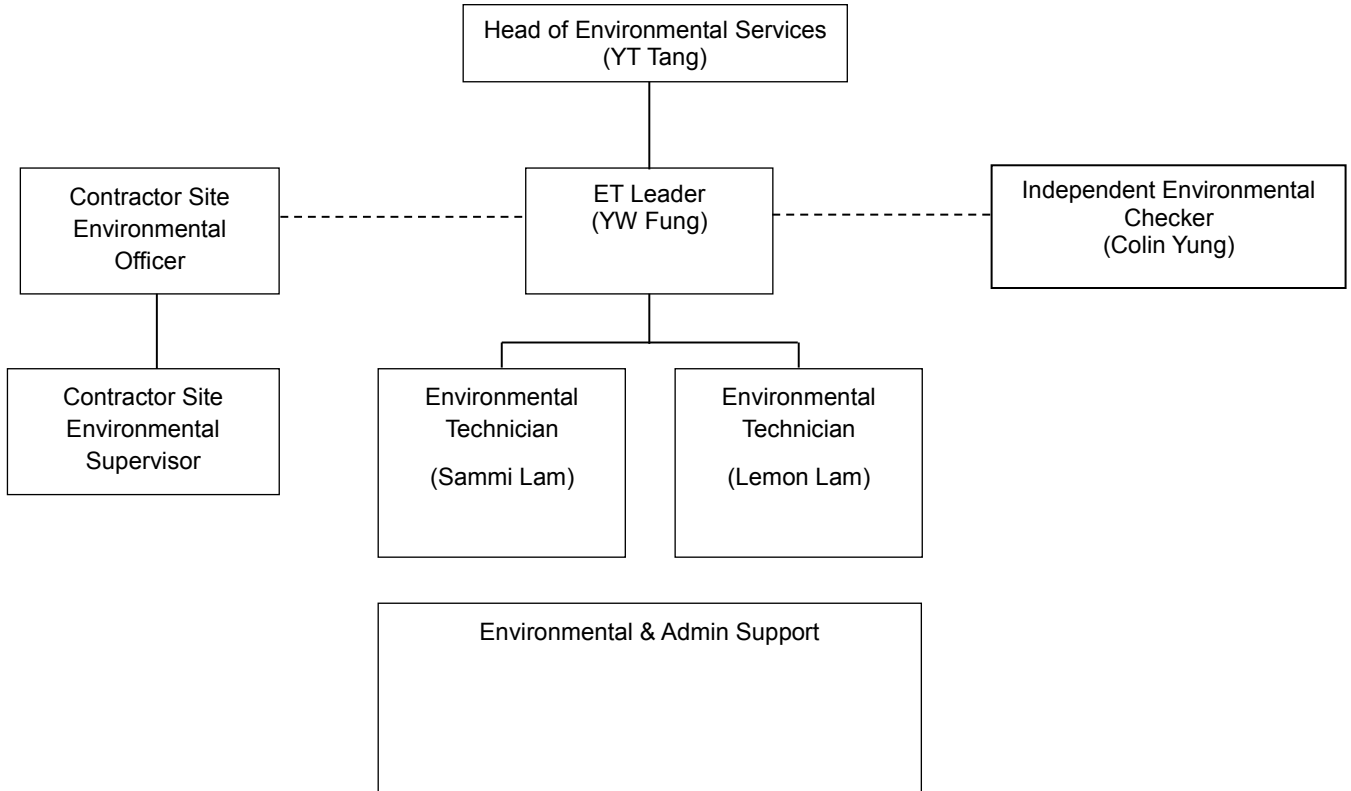 Head of Environmental Services
(YT Tang)
Contractor Site
Environmental
Officer
ET Leader
(YW Fung)
Independent Environmental
Checker
(Colin Yung)
Contractor Site
Environmental
Supervisor
Environmental
Technician
(Sammi Lam)
Environmental
Technician
(Lemon Lam)
Environmental & Admin Support